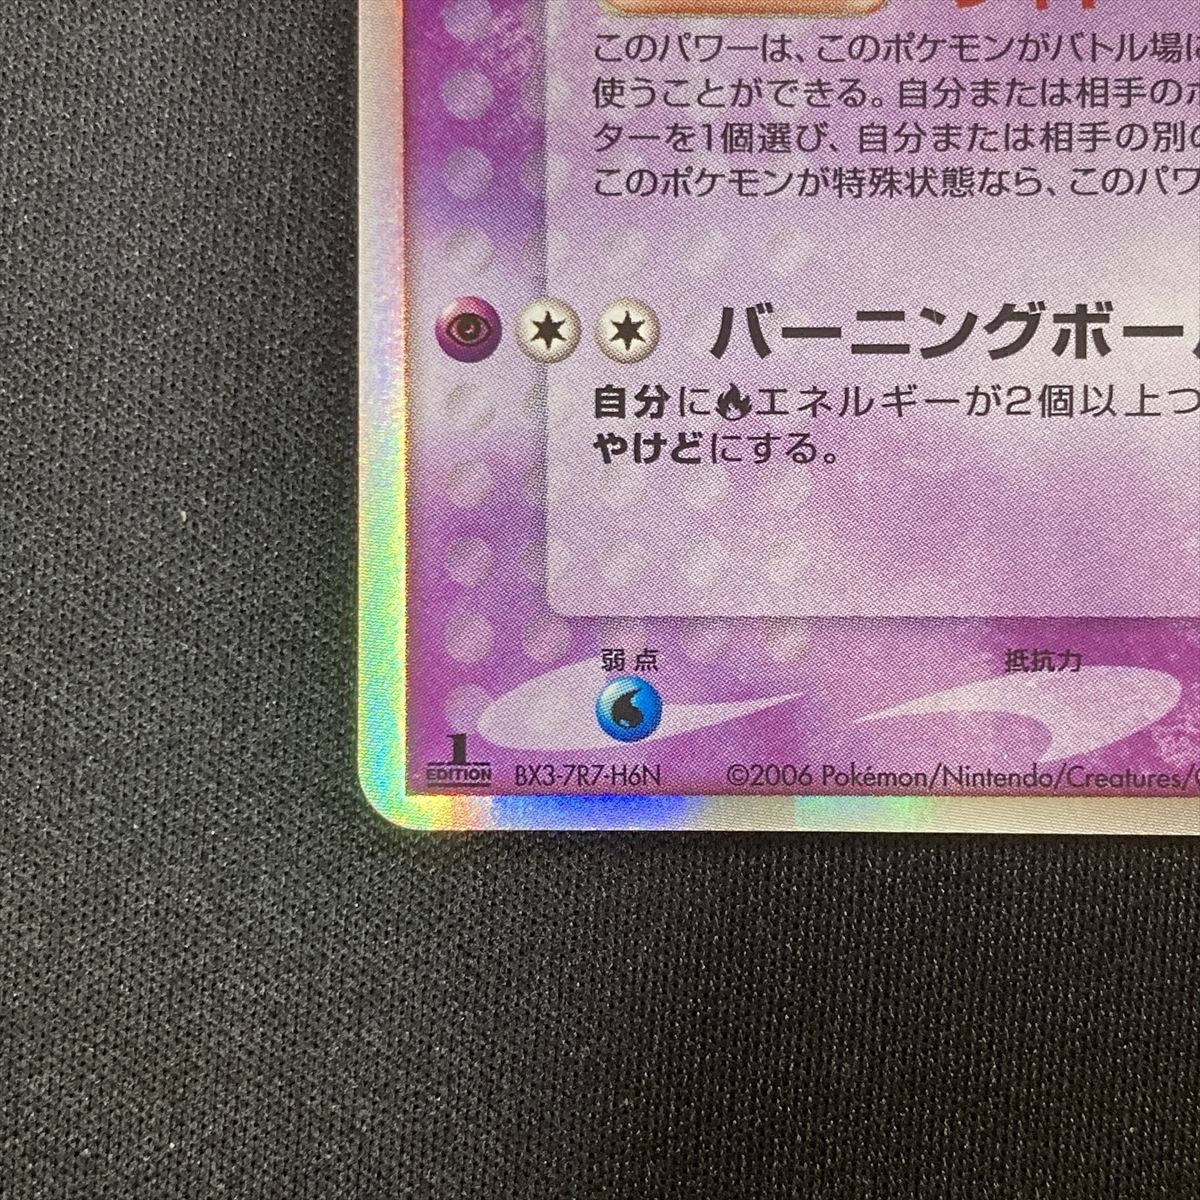 このパワーは、このポケモンがバトル場に
使うことができる。自分または相手のポ
ターを1個選び、自分または相手の別の
このポケモンが特殊状態なら、このパワ
バーニングボール
自分に エネルギーが2個以上つ
やけどにする。
弱点 抵抗力
1
EDITION BX3-7R7-H6N ©2006 Pokémon/Nintendo/Creatures/